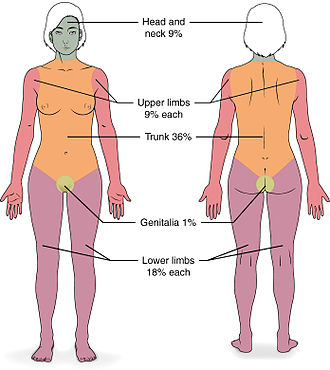 Head and
neck 9%
Upper limbs
9% each
Trunk 36%
Genitalia 1%
Lower limbs
18% each